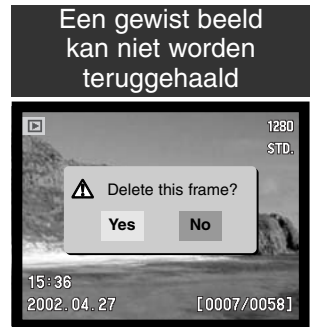 Een gewist beeld
kan niet worden
teruggehaald
1280
STD.
Delete this frame?
Yes No
15:36
2002.04.27 [0007/0058]